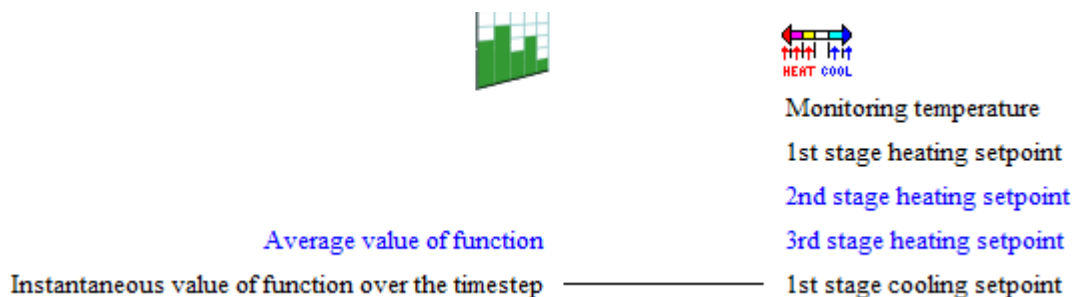 HEAT COOL
Monitoring temperature
1st stage heating setpoint
2nd stage heating setpoint
Average value of function
3rd stage heating setpoint
Instantaneous value of function over the timestep
1st stage cooling setpoint